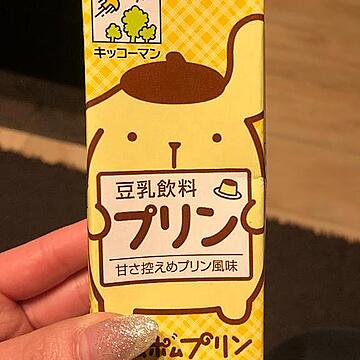 キッコーマン
豆乳飲料
プリン
甘さ控えめプリン風味
ポムプリン